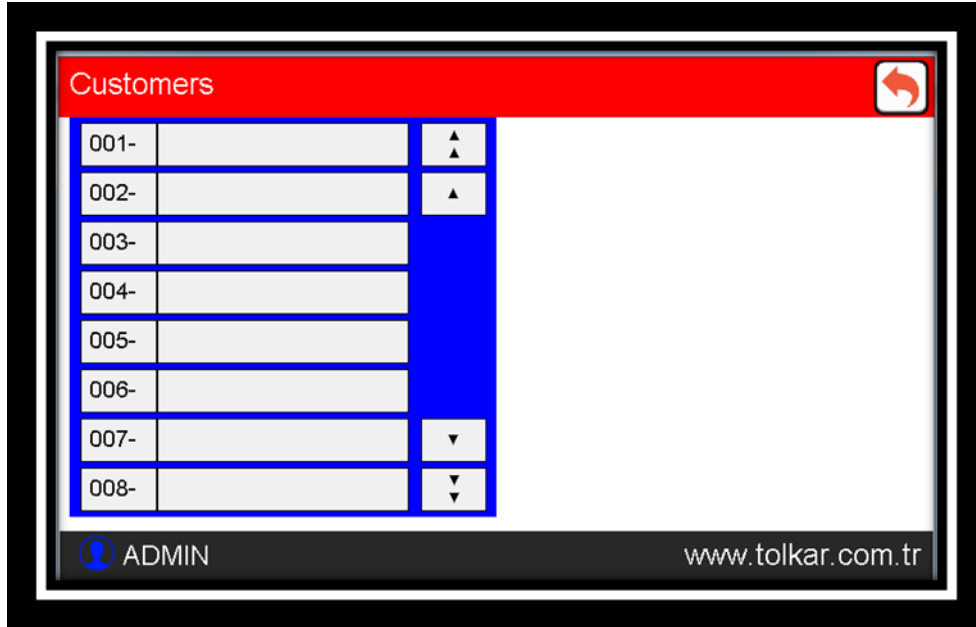 Customers
001-
002-
003-
004-
005-
006-
007-
008-
ADMIN
www.tolkar.com.tr